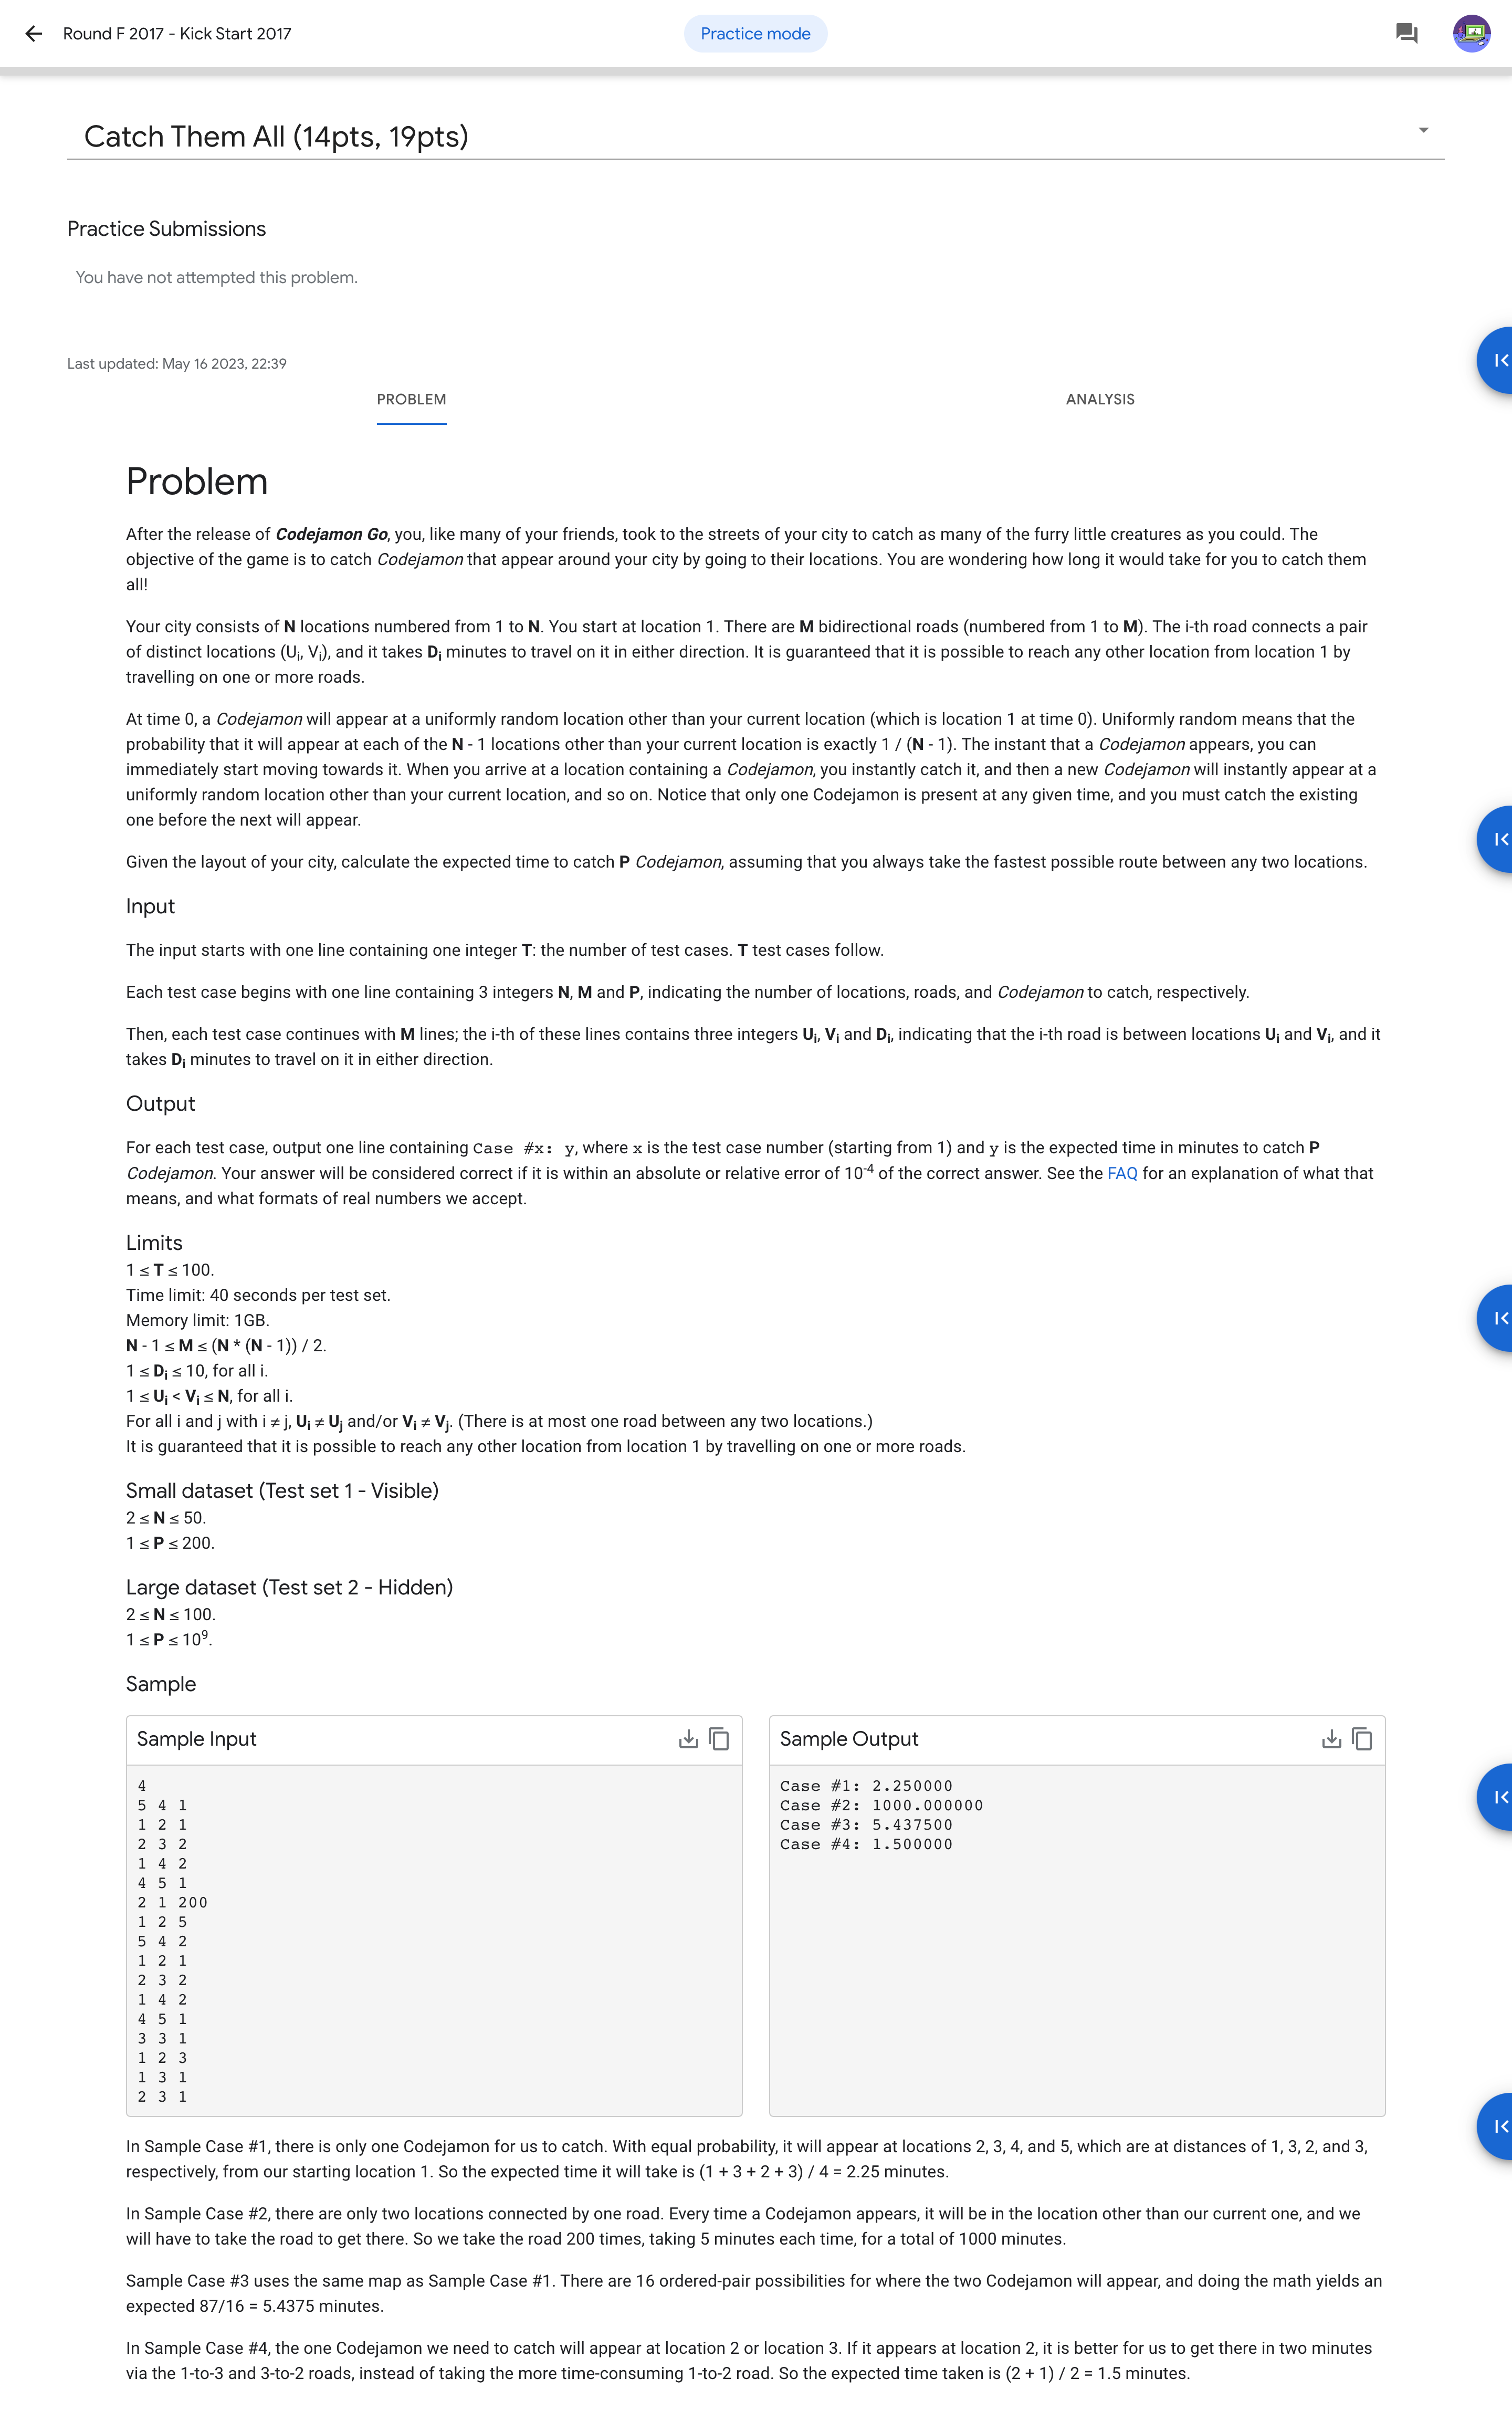 Round F 2017 - Kick Start 2017
Practice mode
Catch Them All (14pts, 19pts)
Practice Submissions
You have not attempted this problem.
Last updated: May 16 2023, 22:39
PROBLEM
ANALYSIS
Problem
After the release of Codejamon Go, you, like many of your friends, took to the streets of your city to catch as many of the furry little creatures as you could. The
objective of the game is to catch Codejamon that appear around your city by going to their locations. You are wondering how long it would take for you to catch them
all!
Your city consists of N locations numbered from 1 to N. You start at location 1. There are M bidirectional roads (numbered from 1 to M). The i-th road connects a pair
of distinct locations (Ui, Vi), and it takes Di minutes to travel on it in either direction. It is guaranteed that it is possible to reach any other location from location 1 by
travelling on one or more roads.
At time 0, a Codejamon will appear at a uniformly random location other than your current location (which is location 1 at time 0). Uniformly random means that the
probability that it will appear at each of the N - 1 locations other than your current location is exactly 1 / (N - 1). The instant that a Codejamon appears, you can
immediately start moving towards it. When you arrive at a location containing a Codejamon, you instantly catch it, and then a new Codejamon will instantly appear at a
uniformly random location other than your current location, and so on. Notice that only one Codejamon is present at any given time, and you must catch the existing
one before the next will appear.
Given the layout of your city, calculate the expected time to catch P Codejamon, assuming that you always take the fastest possible route between any two locations.
Input
The input starts with one line containing one integer T: the number of test cases. T test cases follow.
Each test case begins with one line containing 3 integers N, M and P, indicating the number of locations, roads, and Codejamon to catch, respectively.
Then, each test case continues with M lines; the i-th of these lines contains three integers Ui, Vi and Di, indicating that the i-th road is between locations Ui and Vi, and it
takes Di minutes to travel on it in either direction.
Output
For each test case, output one line containing Case #x: y, where x is the test case number (starting from 1) and y is the expected time in minutes to catch P
Codejamon. Your answer will be considered correct if it is within an absolute or relative error of 10-4 of the correct answer. See the FAQ for an explanation of what that
means, and what formats of real numbers we accept.
Limits
1 ≤ T ≤ 100.
Time limit: 40 seconds per test set.
Memory limit: 1GB.
N - 1 ≤ M ≤ (N * (N - 1)) / 2.
1 ≤ Di ≤ 10, for all i.
1 ≤ Ui < Vi ≤ N, for all i.
For all i and j with i ≠ j, Ui ≠ Uj and/or Vi ≠ Vj. (There is at most one road between any two locations.)
It is guaranteed that it is possible to reach any other location from location 1 by travelling on one or more roads.
Small dataset (Test set 1 - Visible)
2 ≤ N ≤ 50.
1 ≤ P ≤ 200.
Large dataset (Test set 2 - Hidden)
2 ≤ N ≤ 100.
1 ≤ P ≤ 10⁹.
Sample
Sample Input
4
5 4 1
1 2 1
2 3 2
1 4 2
4 5 1
2 1 200
1 2 5
5 4 2
1 2 1
2 3 2
1 4 2
4 5 1
3 3 1
1 2 3
1 3 1
2 3 1
Sample Output
Case #1: 2.250000
Case #2: 1000.000000
Case #3: 5.437500
Case #4: 1.500000
In Sample Case #1, there is only one Codejamon for us to catch. With equal probability, it will appear at locations 2, 3, 4, and 5, which are at distances of 1, 3, 2, and 3,
respectively, from our starting location 1. So the expected time it will take is (1 + 3 + 2 + 3) / 4 = 2.25 minutes.
In Sample Case #2, there are only two locations connected by one road. Every time a Codejamon appears, it will be in the location other than our current one, and we
will have to take the road to get there. So we take the road 200 times, taking 5 minutes each time, for a total of 1000 minutes.
Sample Case #3 uses the same map as Sample Case #1. There are 16 ordered-pair possibilities for where the two Codejamon will appear, and doing the math yields an
expected 87/16 = 5.4375 minutes.
In Sample Case #4, the one Codejamon we need to catch will appear at location 2 or location 3. If it appears at location 2, it is better for us to get there in two minutes
via the 1-to-3 and 3-to-2 roads, instead of taking the more time-consuming 1-to-2 road. So the expected time taken is (2 + 1) / 2 = 1.5 minutes.